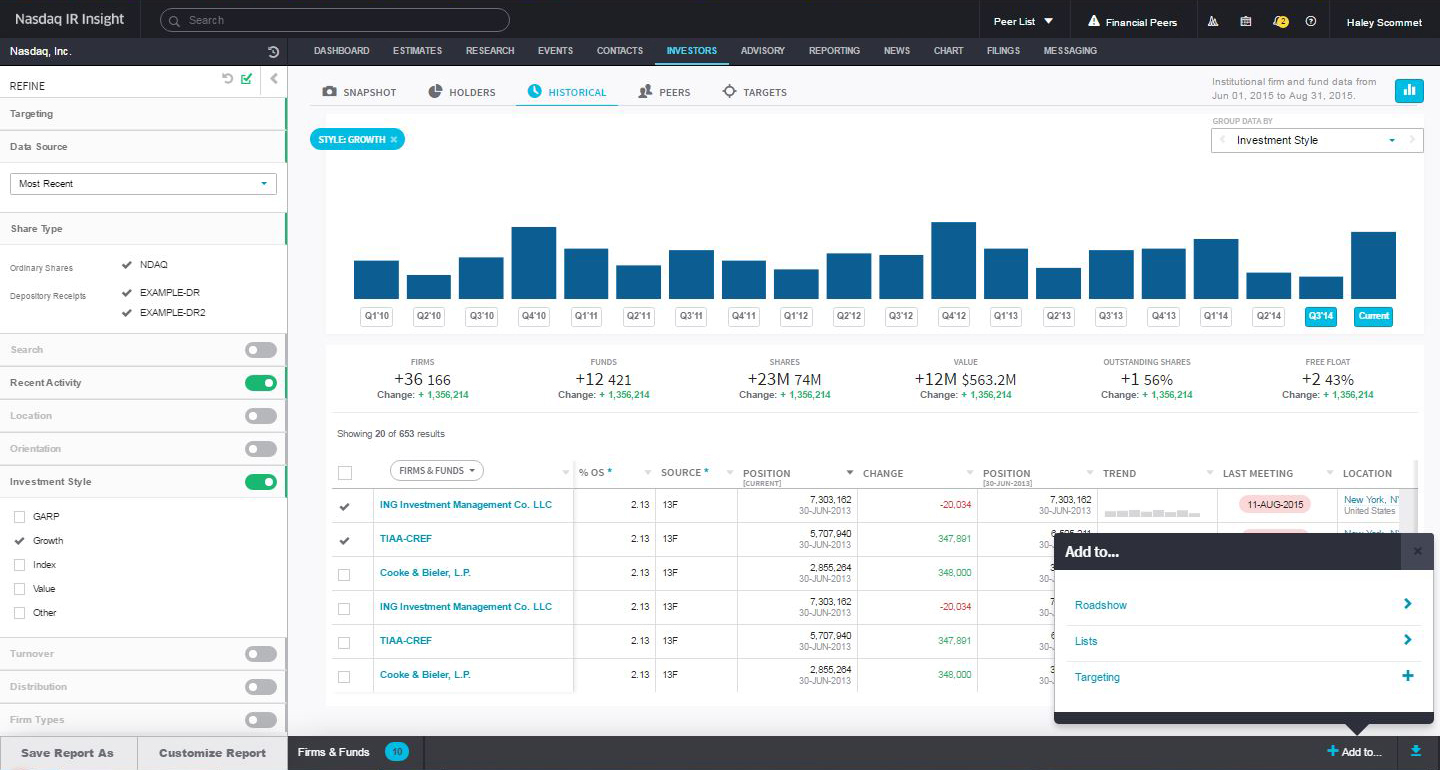 Nasdaq IR Insight
Search
Peer List
Financial Peers
2
Haley Scommet
Nasdaq, Inc.
DASHBOARD ESTIMATES RESEARCH EVENTS CONTACTS INVESTORS ADVISORY REPORTING NEWS CHART FILINGS MESSAGING
REFINE
Targeting
Data Source
Most Recent
Share Type
Ordinary Shares NDAQ
Depository Receipts EXAMPLE-DR
EXAMPLE-DR2
Search
Recent Activity
Location
Orientation
Investment Style
GARP
Growth
Index
Value
Other
Turnover
Distribution
Firm Types
Save Report As Customize Report
SNAPSHOT HOLDERS HISTORICAL PEERS TARGETS
Institutional firm and fund data from
Jun 01, 2015 to Aug 31, 2015.
GROUP DATA BY
Investment Style
STYLE: GROWTH ×
Q1'10 Q2'10 Q3'10 Q4'10 Q1'11 Q2'11 Q3'11 Q4'11 Q1'12 Q2'12 Q3'12 Q4'12 Q1'13 Q2'13 Q3'13 Q4'13 Q1'14 Q2'14 Q3'14 Current
FIRMS FUNDS SHARES VALUE OUTSTANDING SHARES FREE FLOAT
+36 166 +12 421 +23M 74M +12M $563.2M +1 56% +2 43%
Change: + 1,356,214 Change: + 1,356,214 Change: + 1,356,214 Change: + 1,356,214 Change: + 1,356,214 Change: + 1,356,214
Showing 20 of 653 results
FIRMS & FUNDS % OS * SOURCE * POSITION CHANGE POSITION TREND LAST MEETING LOCATION
[CURRENT] [30-JUN-2013]
ING Investment Management Co. LLC 2.13 13F 7,303,162 -20,034 7,303,162 11-AUG-2015 New York, NY
30-JUN-2013 30-JUN-2013 United States
TIAA-CREF 2.13 13F 5,707,940 347,891
30-JUN-2013
Cooke & Bieler, L.P. 2.13 13F 2,855,264 348,000
30-JUN-2013
ING Investment Management Co. LLC 2.13 13F 7,303,162 -20,034
30-JUN-2013
TIAA-CREF 2.13 13F 5,707,940 347,891
30-JUN-2013
Cooke & Bieler, L.P. 2.13 13F 2,855,264 348,000
30-JUN-2013
Add to... ×
Roadshow
Lists
Targeting +
Firms & Funds 10
+ Add to...